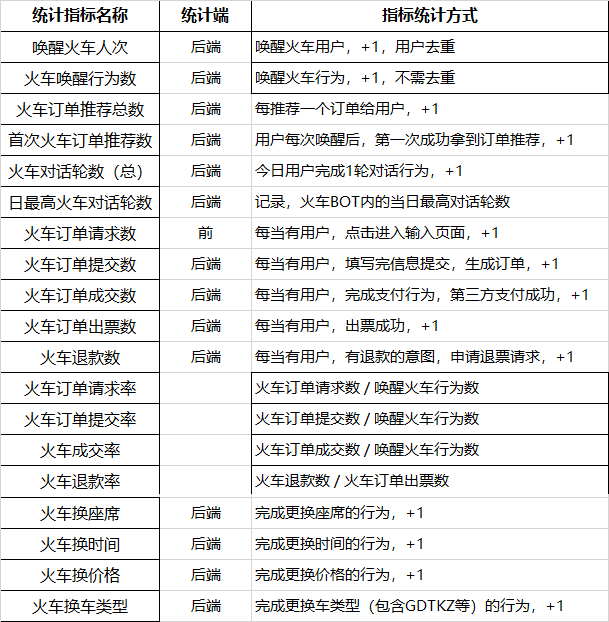 统计指标名称 统计端 指标统计方式
唤醒火车人次 后端 唤醒火车用户，+1，用户去重
火车唤醒行为数 后端 唤醒火车行为，+1，不需去重
火车订单推荐总数 后端 每推荐一个订单给用户，+1
首次火车订单推荐数 后端 用户每次唤醒后，第一次成功拿到订单推荐，+1
火车对话轮数（总） 后端 今日用户完成1轮对话行为，+1
日最高火车对话轮数 后端 记录，火车BOT内的当日最高对话轮数
火车订单请求数 前 每当有用户，点击进入输入页面，+1
火车订单提交数 后端 每当有用户，填写完信息提交，生成订单，+1
火车订单成交数 后端 每当有用户，完成支付行为，第三方支付成功，+1
火车订单出票数 后端 每当有用户，出票成功，+1
火车退款数 后端 每当有用户，有退款的意图，申请退票请求，+1
火车订单请求率 火车订单请求数 / 唤醒火车行为数
火车订单提交率 火车订单提交数 / 唤醒火车行为数
火车成交率 火车订单成交数 / 唤醒火车行为数
火车退款率 火车退款数 / 火车订单出票数
火车换座席 后端 完成更换座席的行为，+1
火车换时间 后端 完成更换时间的行为，+1
火车换价格 后端 完成更换价格的行为，+1
火车换车类型 后端 完成更换车类型（包含GDTKZ等）的行为，+1